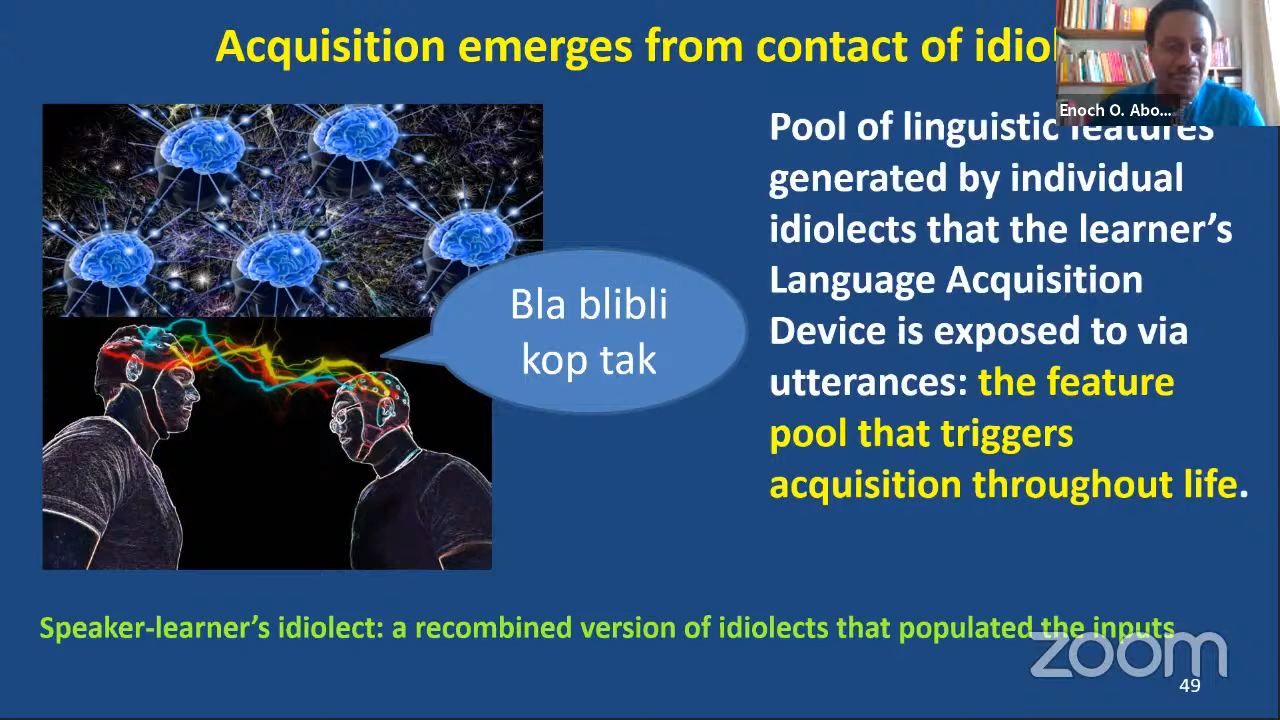 Acquisition emerges from contact of
Enoch O. Abo...
Pool of linguistic features
generated by individual
idiolects that the learner’s
Language Acquisition
Device is exposed to via
utterances: the feature
pool that triggers
acquisition throughout life.
Bla blibli
kop tak
Speaker-learner’s idiolect: a recombined version of idiolects that populated the inputs
zoom
49